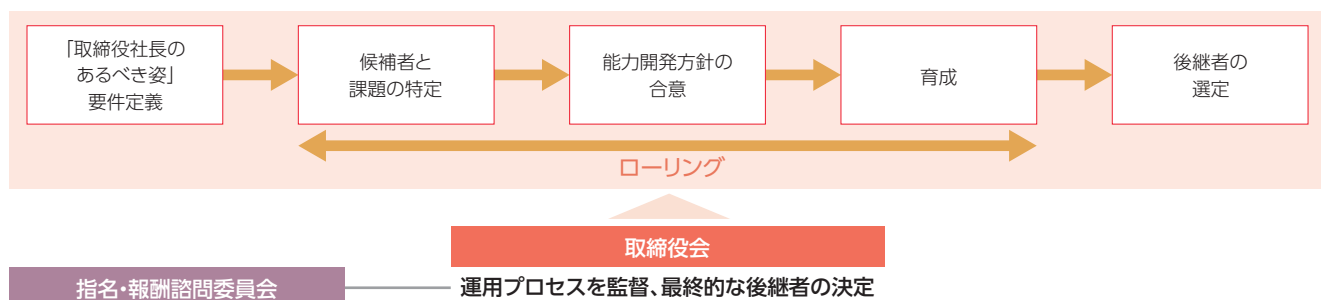 「取締役社長の
あるべき姿」
要件定義
候補者と
課題の特定
能力開発方針の
合意
育成
後継者の
選定
ローリング
取締役会
指名・報酬諮問委員会
運用プロセスを監督、最終的な後継者の決定